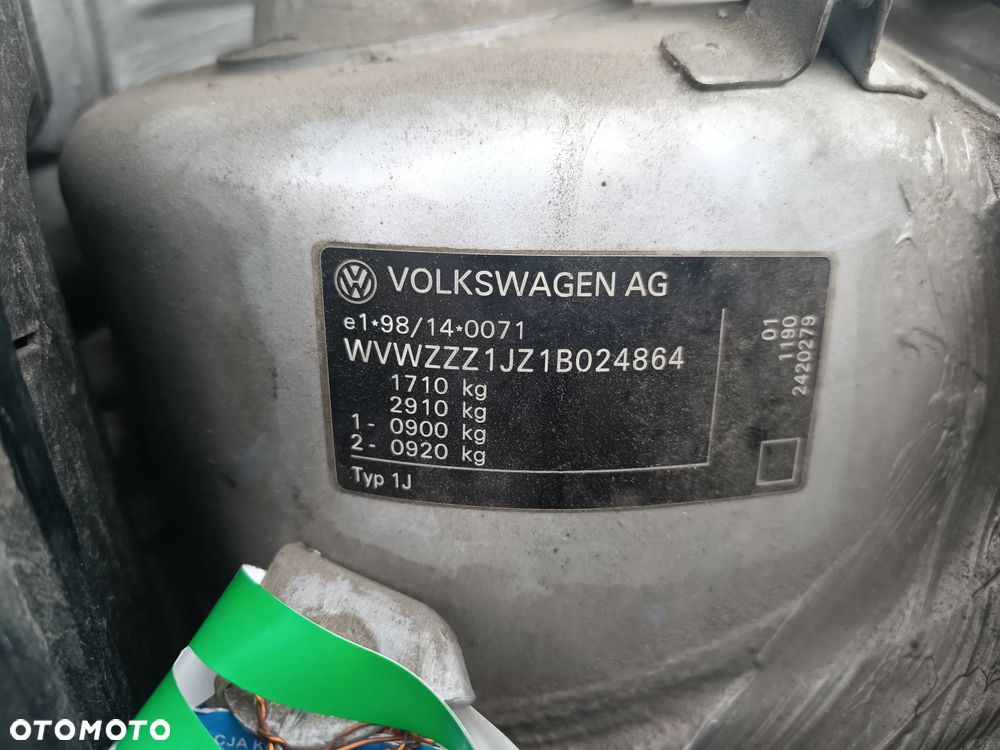 VOLKSWAGEN AG
e1*98/14*0071
WVWZZZ1JZ1B024864
1710 kg
2910 kg
1- 0900 kg
2- 0920 kg
Typ 1J
01
1190
2420279
CJA K
OTOMOTO